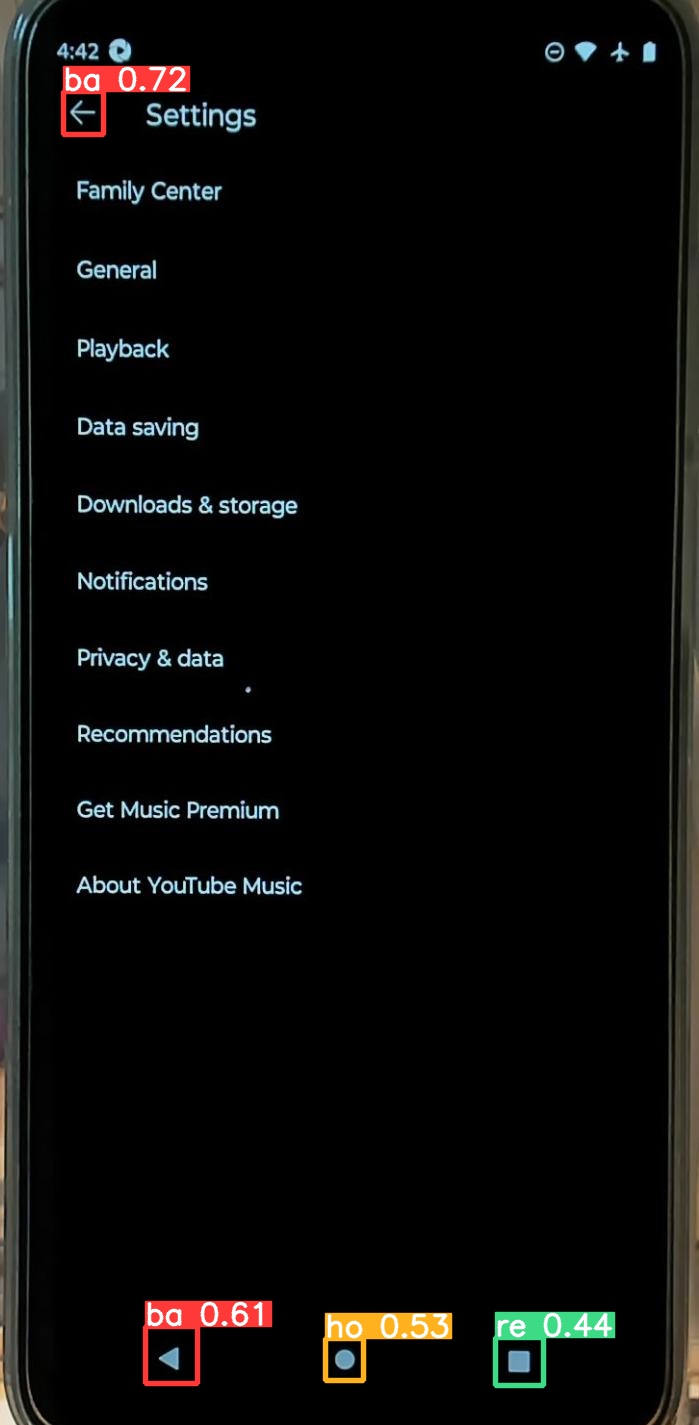 4:42
ba 0.72
Settings
Family Center
General
Playback
Data saving
Downloads & storage
Notifications
Privacy & data
Recommendations
Get Music Premium
About YouTube Music
ba 0.61
ho 0.53
re 0.44